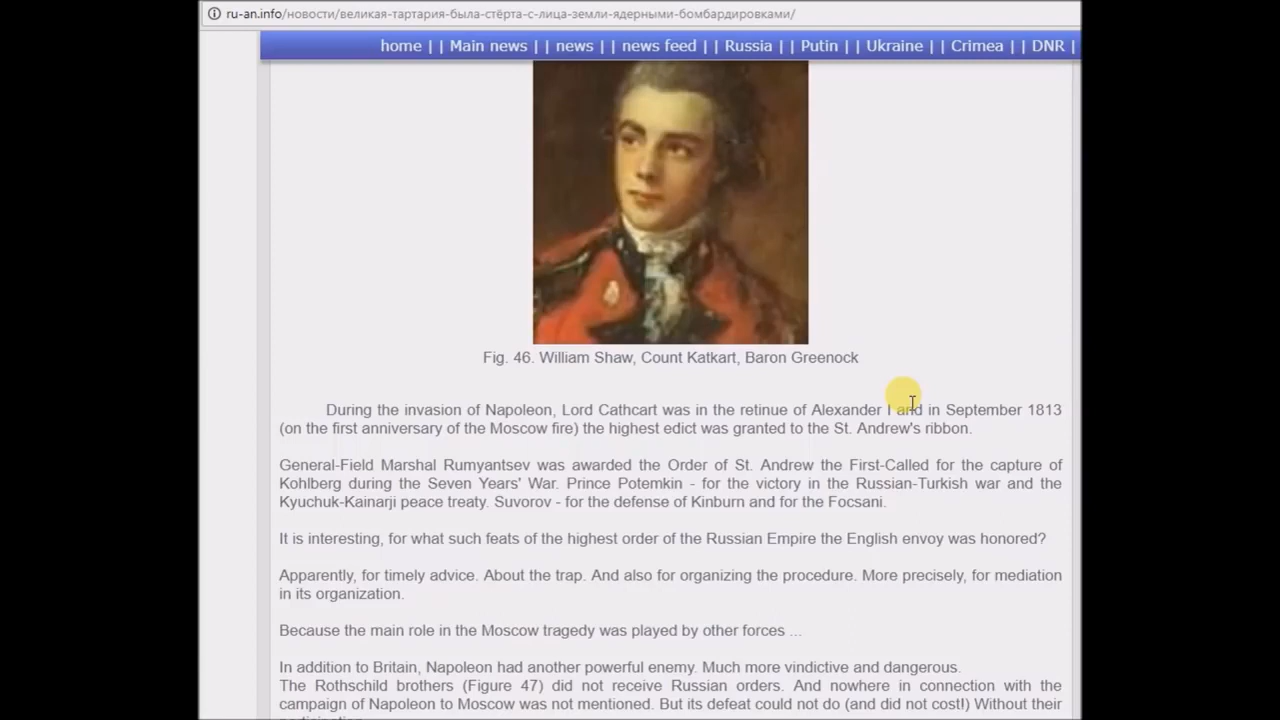 ru-an.info/новости/великая-тартария-была-стёрта-с-лица-земли-ядерными-бомбардировками/
home | | Main news | | news | | news feed | | Russia | | Putin | | Ukraine | | Crimea | | DNR |
Fig. 46. William Shaw, Count Katkart, Baron Greenock
During the invasion of Napoleon, Lord Cathcart was in the retinue of Alexander I and in September 1813
(on the first anniversary of the Moscow fire) the highest edict was granted to the St. Andrew's ribbon.
General-Field Marshal Rumyantsev was awarded the Order of St. Andrew the First-Called for the capture of
Kohlberg during the Seven Years' War. Prince Potemkin - for the victory in the Russian-Turkish war and the
Kyuchuk-Kainarji peace treaty. Suvorov - for the defense of Kinburn and for the Focsani.
It is interesting, for what such feats of the highest order of the Russian Empire the English envoy was honored?
Apparently, for timely advice. About the trap. And also for organizing the procedure. More precisely, for mediation
in its organization.
Because the main role in the Moscow tragedy was played by other forces ...
In addition to Britain, Napoleon had another powerful enemy. Much more vindictive and dangerous.
The Rothschild brothers (Figure 47) did not receive Russian orders. And nowhere in connection with the
campaign of Napoleon to Moscow was not mentioned. But its defeat could not do (and did not cost!) Without their